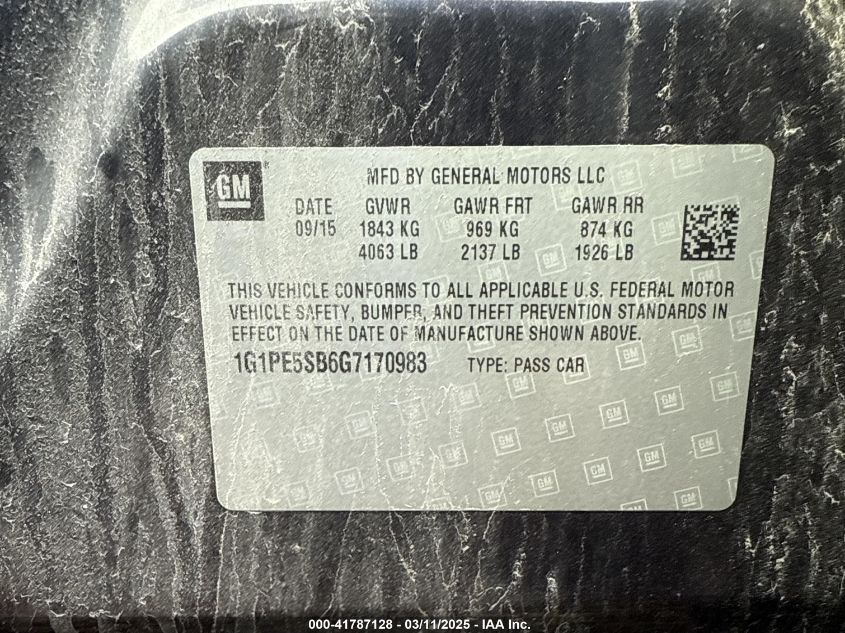 GM
MFD BY GENERAL MOTORS LLC
DATE GVWR GAWR FRT GAWR RR
09/15 1843 KG 969 KG 874 KG
4063 LB 2137 LB 1926 LB
THIS VEHICLE CONFORMS TO ALL APPLICABLE U.S. FEDERAL MOTOR
VEHICLE SAFETY, BUMPER, AND THEFT PREVENTION STANDARDS IN
EFFECT ON THE DATE OF MANUFACTURE SHOWN ABOVE.
1G1PE5SB6G7170983 TYPE: PASS CAR
000-41787128 - 03/11/2025 - IAA Inc.